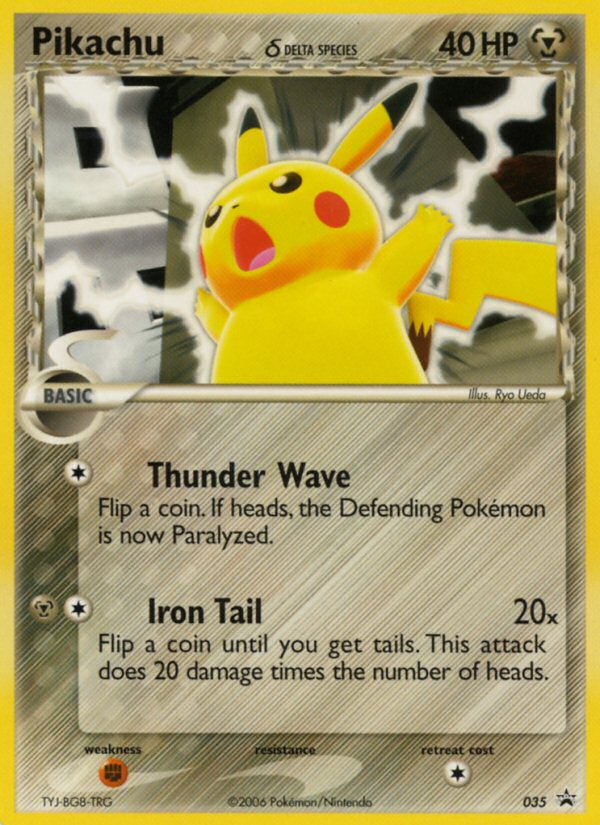 Pikachu δ DELTA SPECIES 40 HP
BASIC
Illus. Ryo Ueda
Thunder Wave
Flip a coin. If heads, the Defending Pokémon
is now Paralyzed.
Iron Tail 20x
Flip a coin until you get tails. This attack
does 20 damage times the number of heads.
weakness resistance retreat cost
TYJ-BGB-TRG ©2006 Pokémon/Nintendo 035